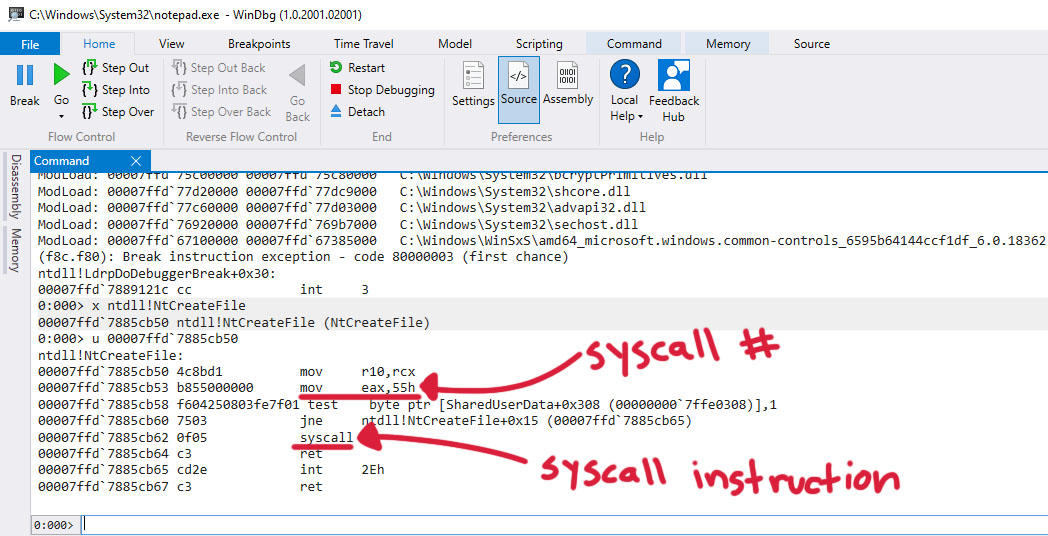 C:\Windows\System32\notepad.exe - WinDbg (1.0.2001.02001)
File Home View Breakpoints Time Travel Model Scripting Command Memory Source
Break
Go
Step Out
Step Into
Step Over
Flow Control
Step Out Back
Step Into Back
Step Over Back
Go Back
Reverse Flow Control
Restart
Stop Debugging
Detach
End
Settings
Source
Assembly
Preferences
Local Help
Feedback Hub
Help
Disassembly
Memory
Command
ModLoad: 00007ffd`75c00000 00007ffd`75c80000 C:\Windows\System32\bcryptPrimitives.dll
ModLoad: 00007ffd`77d20000 00007ffd`77dc9000 C:\Windows\System32\shcore.dll
ModLoad: 00007ffd`77c60000 00007ffd`77d03000 C:\Windows\System32\advapi32.dll
ModLoad: 00007ffd`76920000 00007ffd`769b7000 C:\Windows\System32\sechost.dll
ModLoad: 00007ffd`67100000 00007ffd`67385000 C:\Windows\WinSxS\amd64_microsoft.windows.common-controls_6595b64144ccf1df_6.0.18362
(f8c.f80): Break instruction exception - code 80000003 (first chance)
ntdll!LdrpDoDebuggerBreak+0x30:
00007ffd`7889121c cc int 3
0:000> x ntdll!NtCreateFile
00007ffd`7885cb50 ntdll!NtCreateFile (NtCreateFile)
0:000> u 00007ffd`7885cb50
ntdll!NtCreateFile:
00007ffd`7885cb50 4c8bd1 mov r10,rcx
00007ffd`7885cb53 b855000000 mov eax,55h
00007ffd`7885cb58 f604250803fe7f01 test byte ptr [SharedUserData+0x308 (00000000`7ffe0308)],1
00007ffd`7885cb60 7503 jne ntdll!NtCreateFile+0x15 (00007ffd`7885cb65)
00007ffd`7885cb62 0f05 syscall
00007ffd`7885cb64 c3 ret
00007ffd`7885cb65 cd2e int 2Eh
00007ffd`7885cb67 c3 ret
syscall #
syscall instruction
0:000>